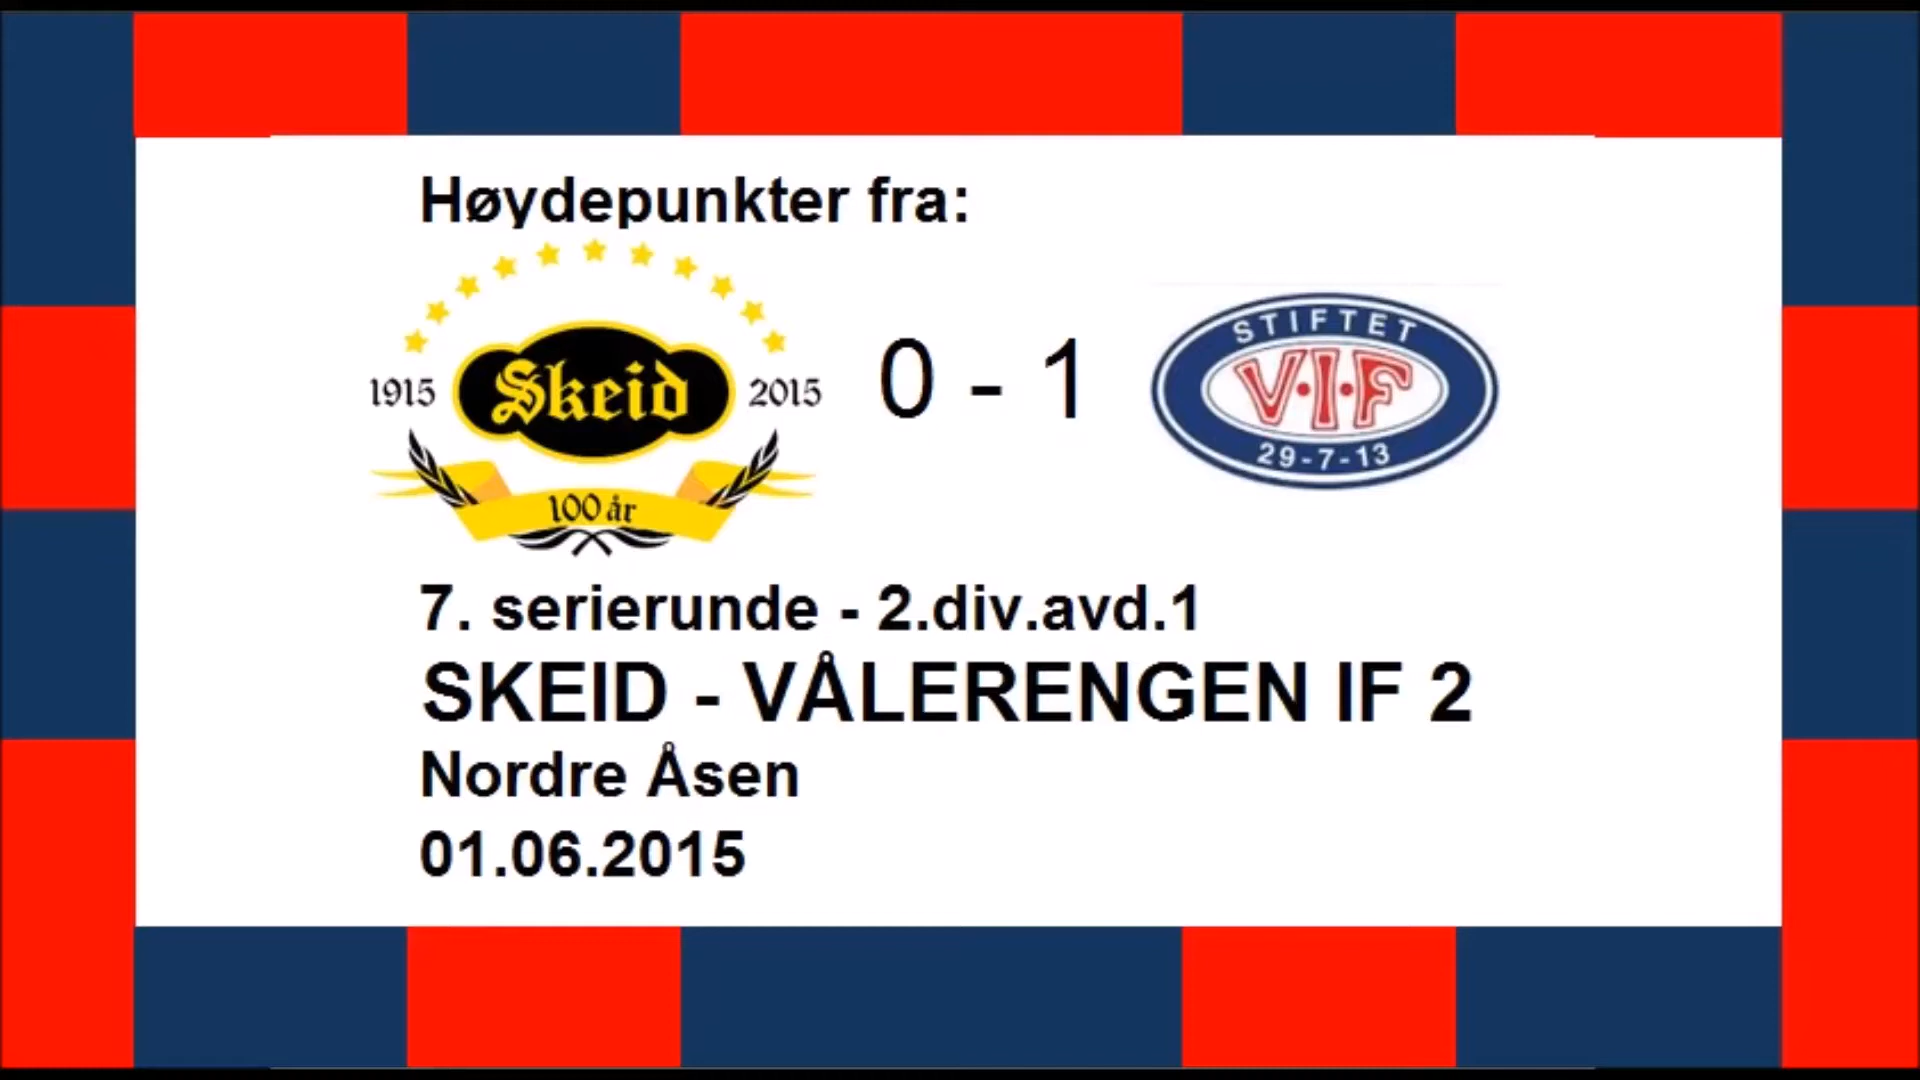 Høydepunkter fra:
1915 Skeid 2015
100 år
0 - 1
STIFTET
V·I·F
29-7-13
7. serierunde - 2.div.avd.1
SKEID - VÅLERENGEN IF 2
Nordre Åsen
01.06.2015